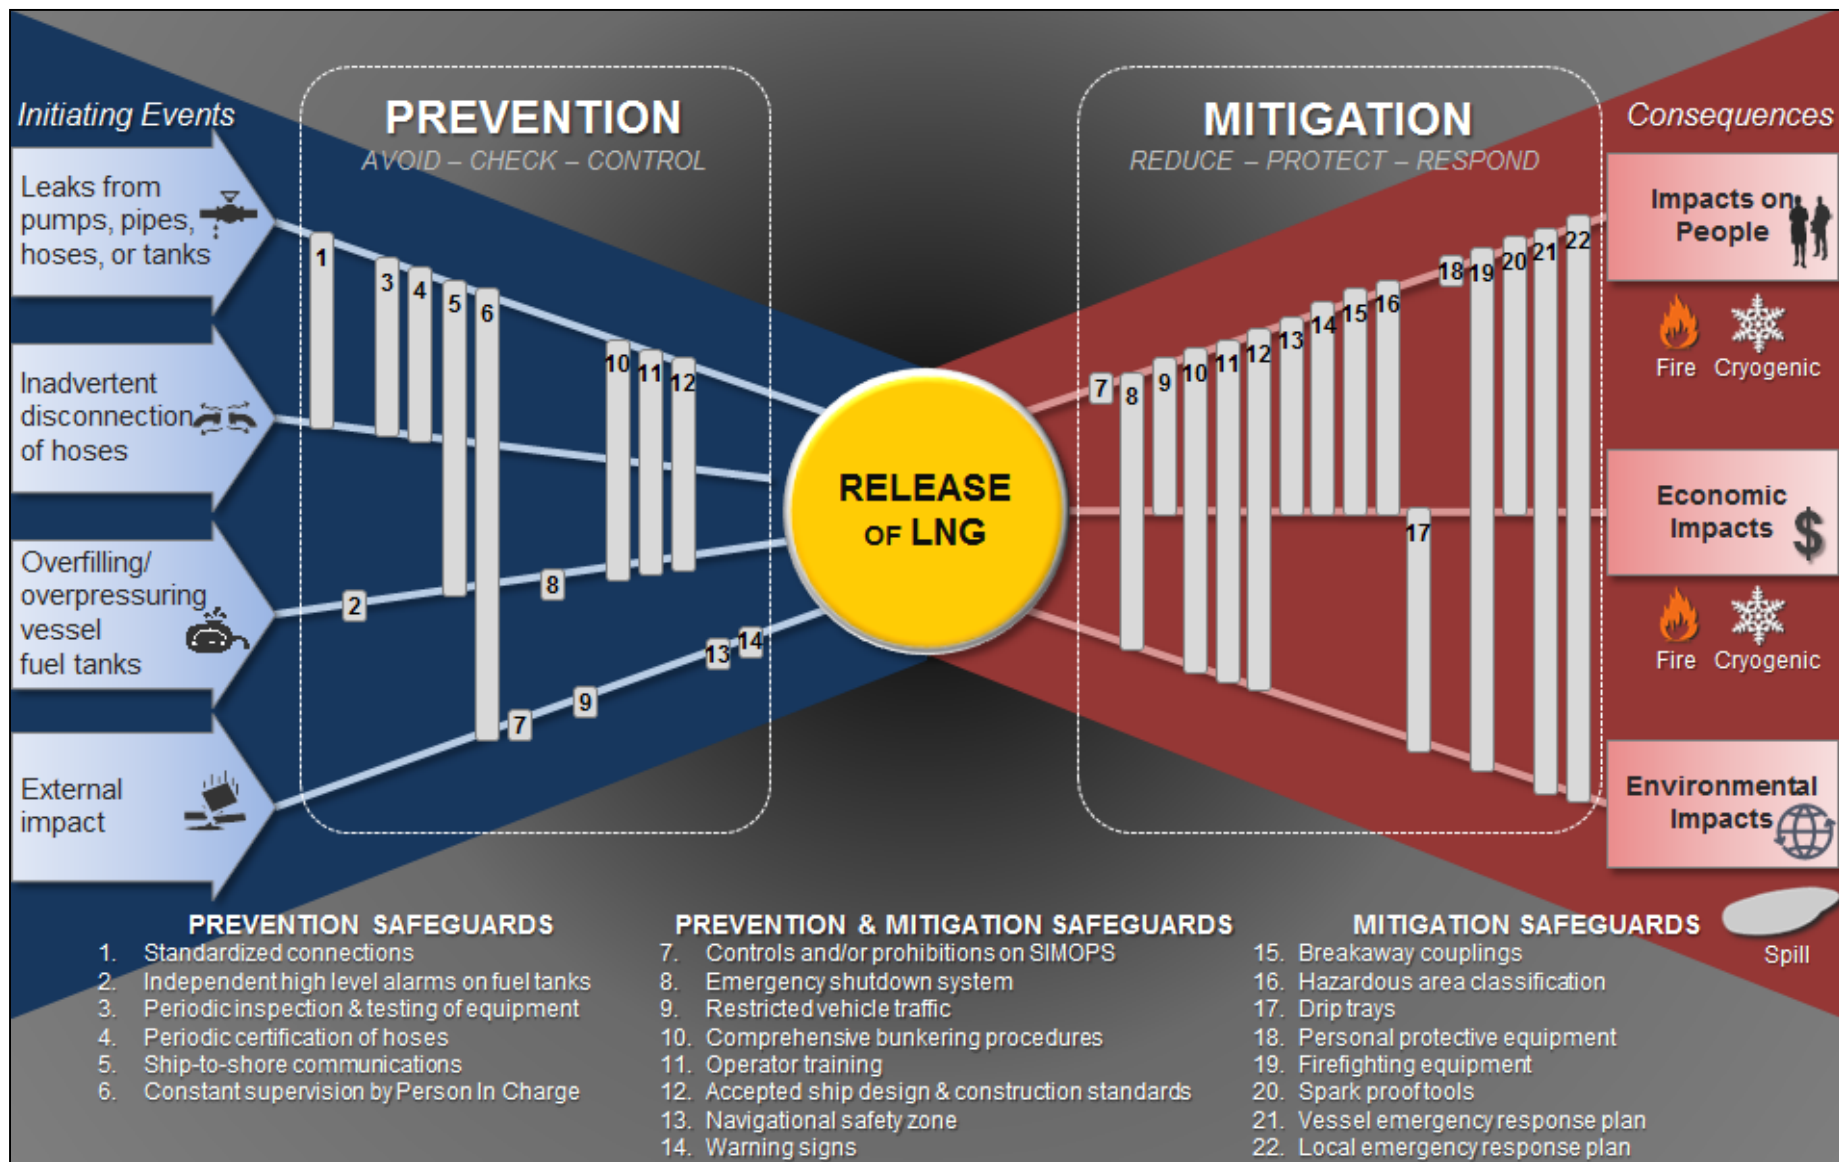 Initiating Events
PREVENTION
AVOID – CHECK – CONTROL
MITIGATION
REDUCE – PROTECT – RESPOND
Consequences
Leaks from
pumps, pipes,
hoses, or tanks
Inadvertent
disconnection
of hoses
Overfilling/
overpressuring
vessel
fuel tanks
External
impact
1
3
4
5
6
10
11
12
2
8
7
9
13
14
RELEASE
OF LNG
7
8
9
10
11
12
13
14
15
16
17
18
19
20
21
22
Impacts on
People
Fire Cryogenic
Economic
Impacts
$
Fire Cryogenic
Environmental
Impacts
Spill
PREVENTION SAFEGUARDS
1. Standardized connections
2. Independent high level alarms on fuel tanks
3. Periodic inspection & testing of equipment
4. Periodic certification of hoses
5. Ship-to-shore communications
6. Constant supervision by Person In Charge
PREVENTION & MITIGATION SAFEGUARDS
7. Controls and/or prohibitions on SIMOPS
8. Emergency shutdown system
9. Restricted vehicle traffic
10. Comprehensive bunkering procedures
11. Operator training
12. Accepted ship design & construction standards
13. Navigational safety zone
14. Warning signs
MITIGATION SAFEGUARDS
15. Breakaway couplings
16. Hazardous area classification
17. Drip trays
18. Personal protective equipment
19. Firefighting equipment
20. Spark proof tools
21. Vessel emergency response plan
22. Local emergency response plan